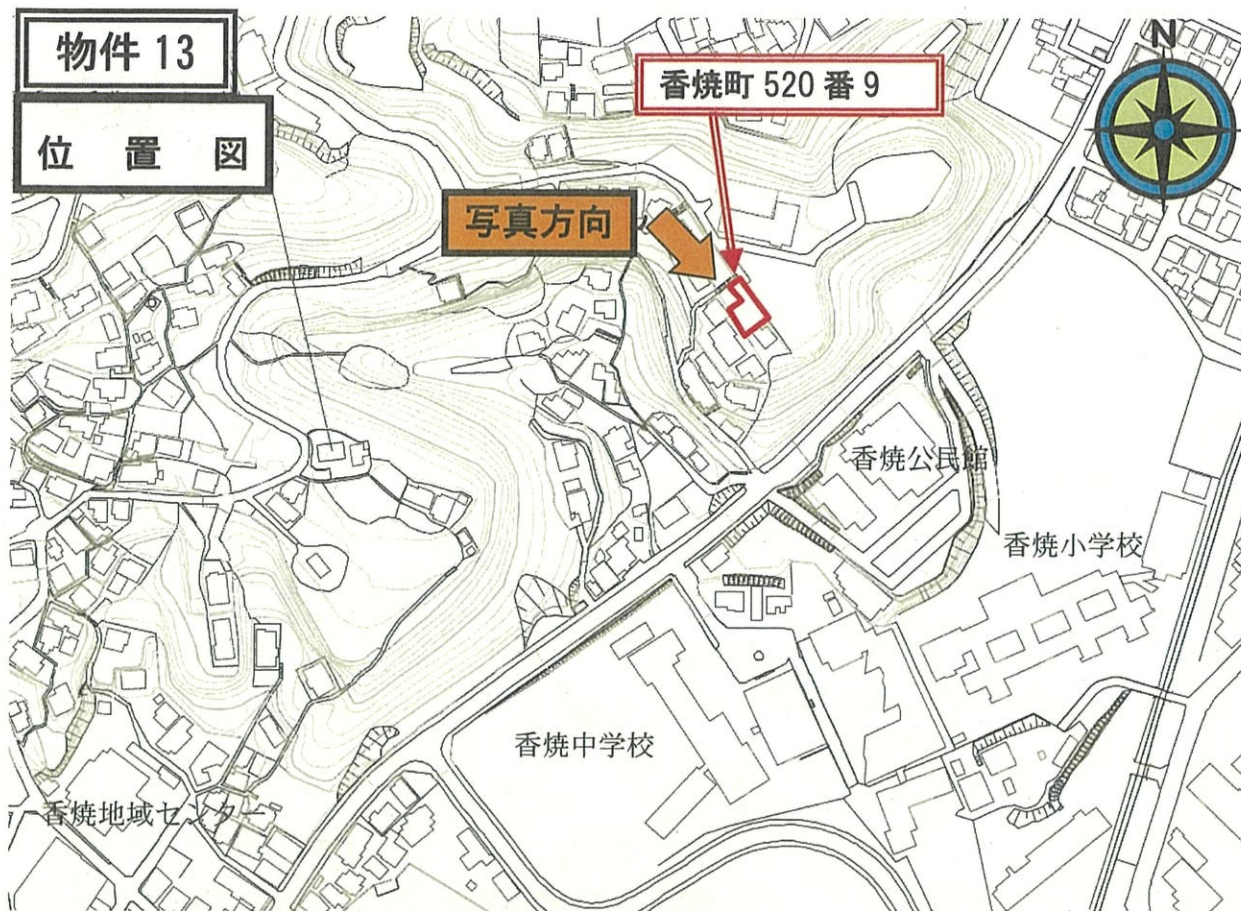 物件 13
位 置 図
香焼町 520 番 9
N
写真方向
香焼公民館
香焼小学校
香焼中学校
香焼地域センター